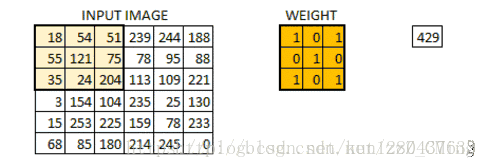 INPUT IMAGE WEIGHT
18 54 51 239 244 188 1 0 1 429
55 121 75 78 95 88 0 1 0
35 24 204 113 109 221 1 0 1
3 154 104 235 25 130
15 253 225 159 78 233
68 85 180 214 245 0